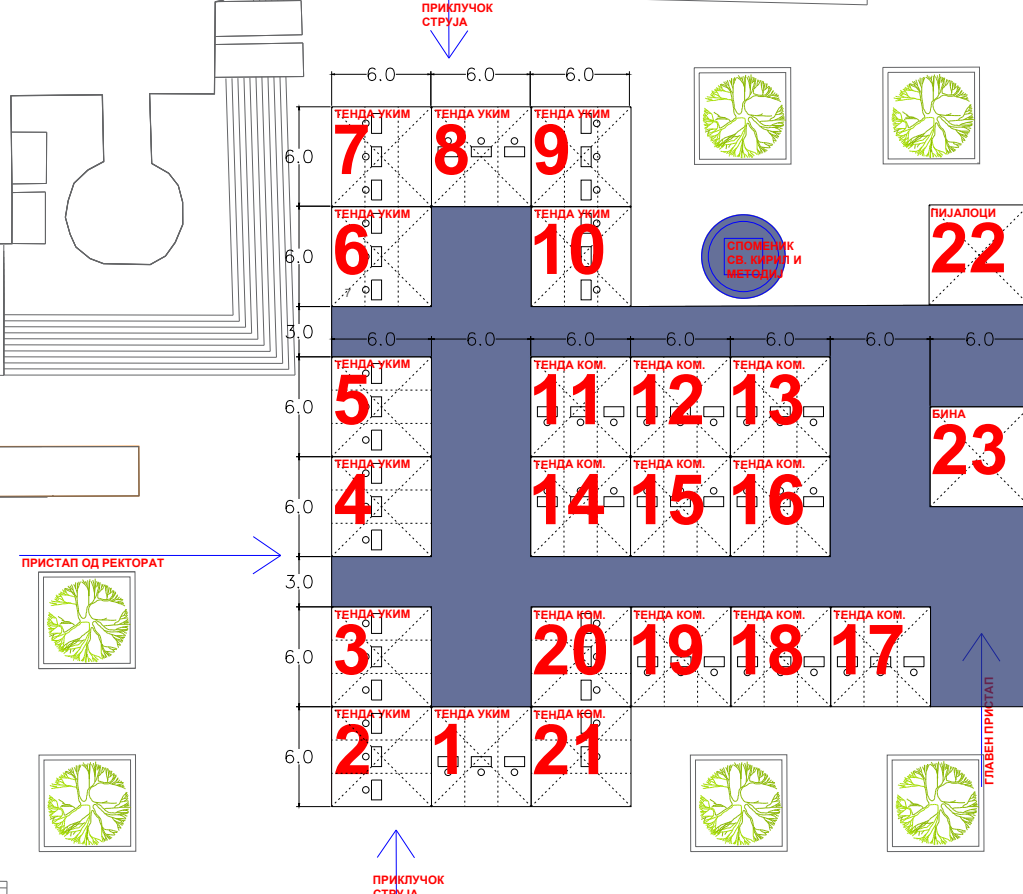 ПРИКЛУЧОК
СТРУЈА
6.0 6.0 6.0
ТЕНДА УКИМ ТЕНДА УКИМ ТЕНДА УКИМ
6.0 7 8 9
ТЕНДА УКИМ ТЕНДА УКИМ
6.0 6 10
СПОМЕНИК
СВ. КИРИЛ И
МЕТОДИЈ
ПИЈАЛОЦИ
22
3.0
6.0 6.0 6.0 6.0 6.0 6.0 6.0
ТЕНДА УКИМ ТЕНДА КОМ. ТЕНДА КОМ. ТЕНДА КОМ.
6.0 5 11 12 13
БИНА
23
ТЕНДА УКИМ ТЕНДА КОМ. ТЕНДА КОМ. ТЕНДА КОМ.
6.0 4 14 15 16
ПРИСТАП ОД РЕКТОРАТ
3.0
ТЕНДА УКИМ ТЕНДА КОМ. ТЕНДА КОМ. ТЕНДА КОМ. ТЕНДА КОМ.
6.0 3 20 19 18 17
ГЛАВЕН ПРИСТАП
ТЕНДА УКИМ ТЕНДА УКИМ ТЕНДА КОМ.
6.0 2 1 21
ПРИКЛУЧОК
СТРУЈА